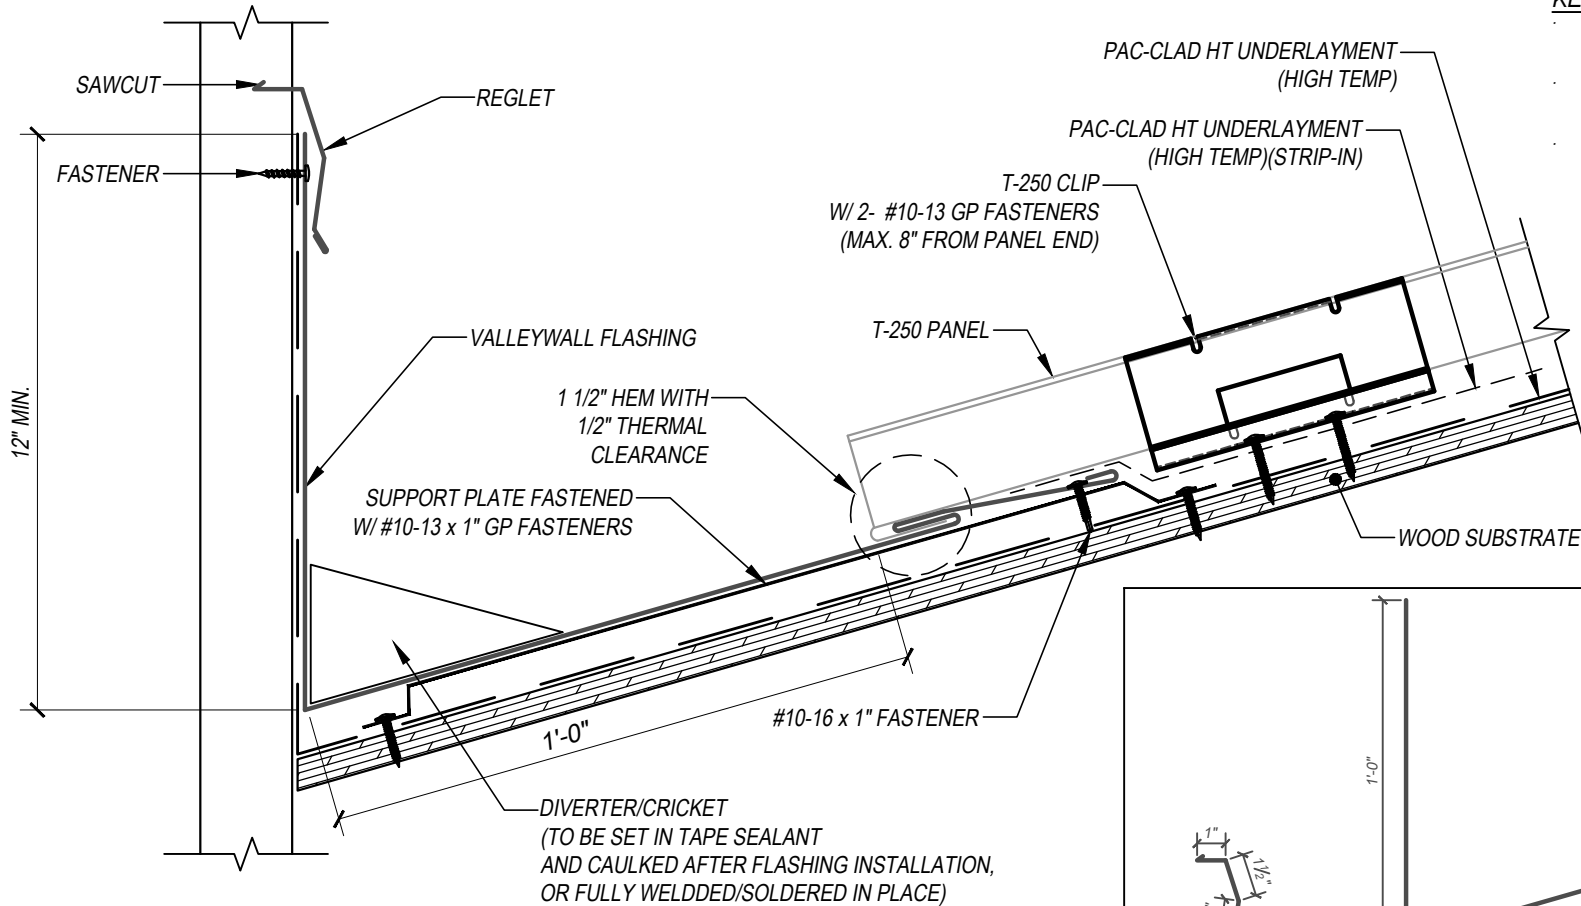 SAWCUT
REGLET
FASTENER
12" MIN.
VALLEYWALL FLASHING
1 1/2" HEM WITH
1/2" THERMAL
CLEARANCE
SUPPORT PLATE FASTENED
W/ #10-13 x 1" GP FASTENERS
PAC-CLAD HT UNDERLAYMENT
(HIGH TEMP)
PAC-CLAD HT UNDERLAYMENT
(HIGH TEMP)(STRIP-IN)
T-250 CLIP
W/ 2- #10-13 GP FASTENERS
(MAX. 8" FROM PANEL END)
T-250 PANEL
WOOD SUBSTRATE
#10-16 x 1" FASTENER
1'-0"
DIVERTER/CRICKET
(TO BE SET IN TAPE SEALANT
AND CAULKED AFTER FLASHING INSTALLATION,
OR FULLY WELDDED/SOLDERED IN PLACE)
1'-0"
1"
1½"